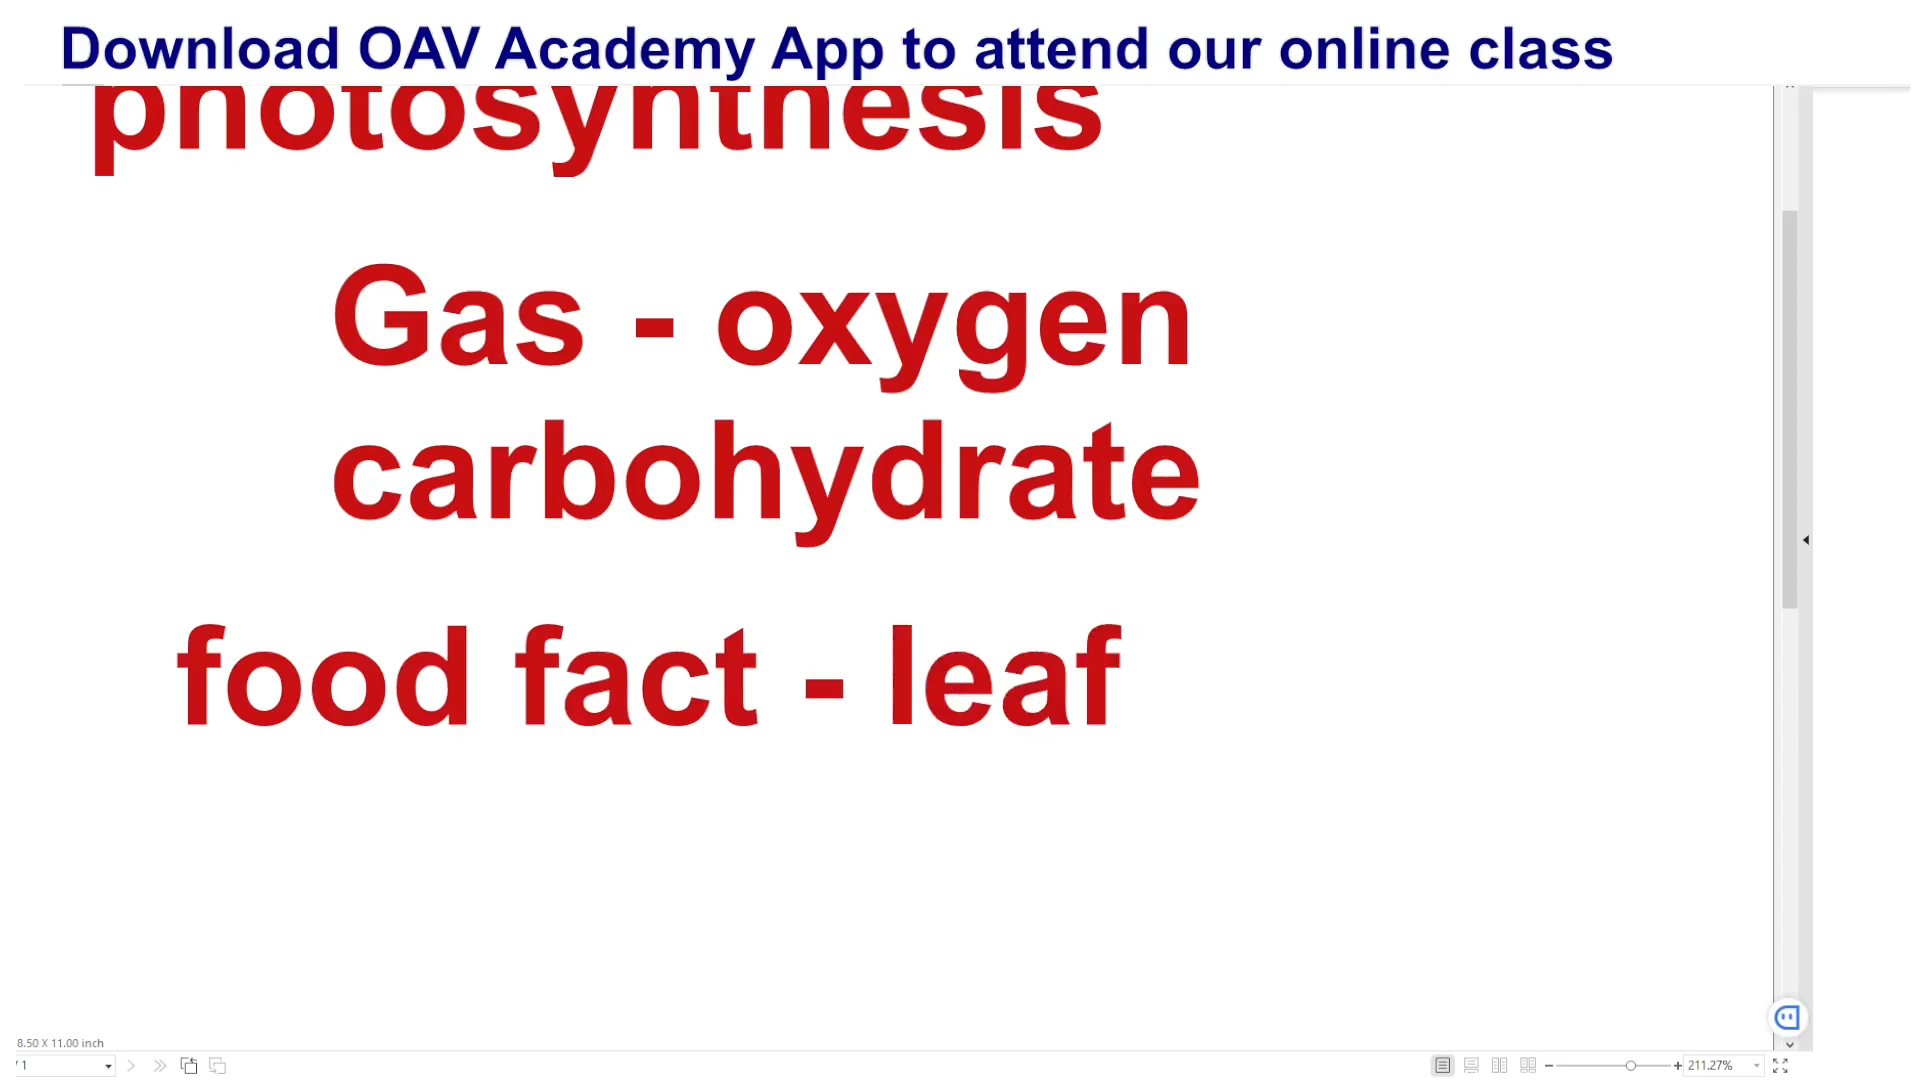 Download OAV Academy App to attend our online class
photosynthesis
Gas - oxygen
carbohydrate
food fact - leaf
8.50 X 11.00 inch
/ 1
211.27%